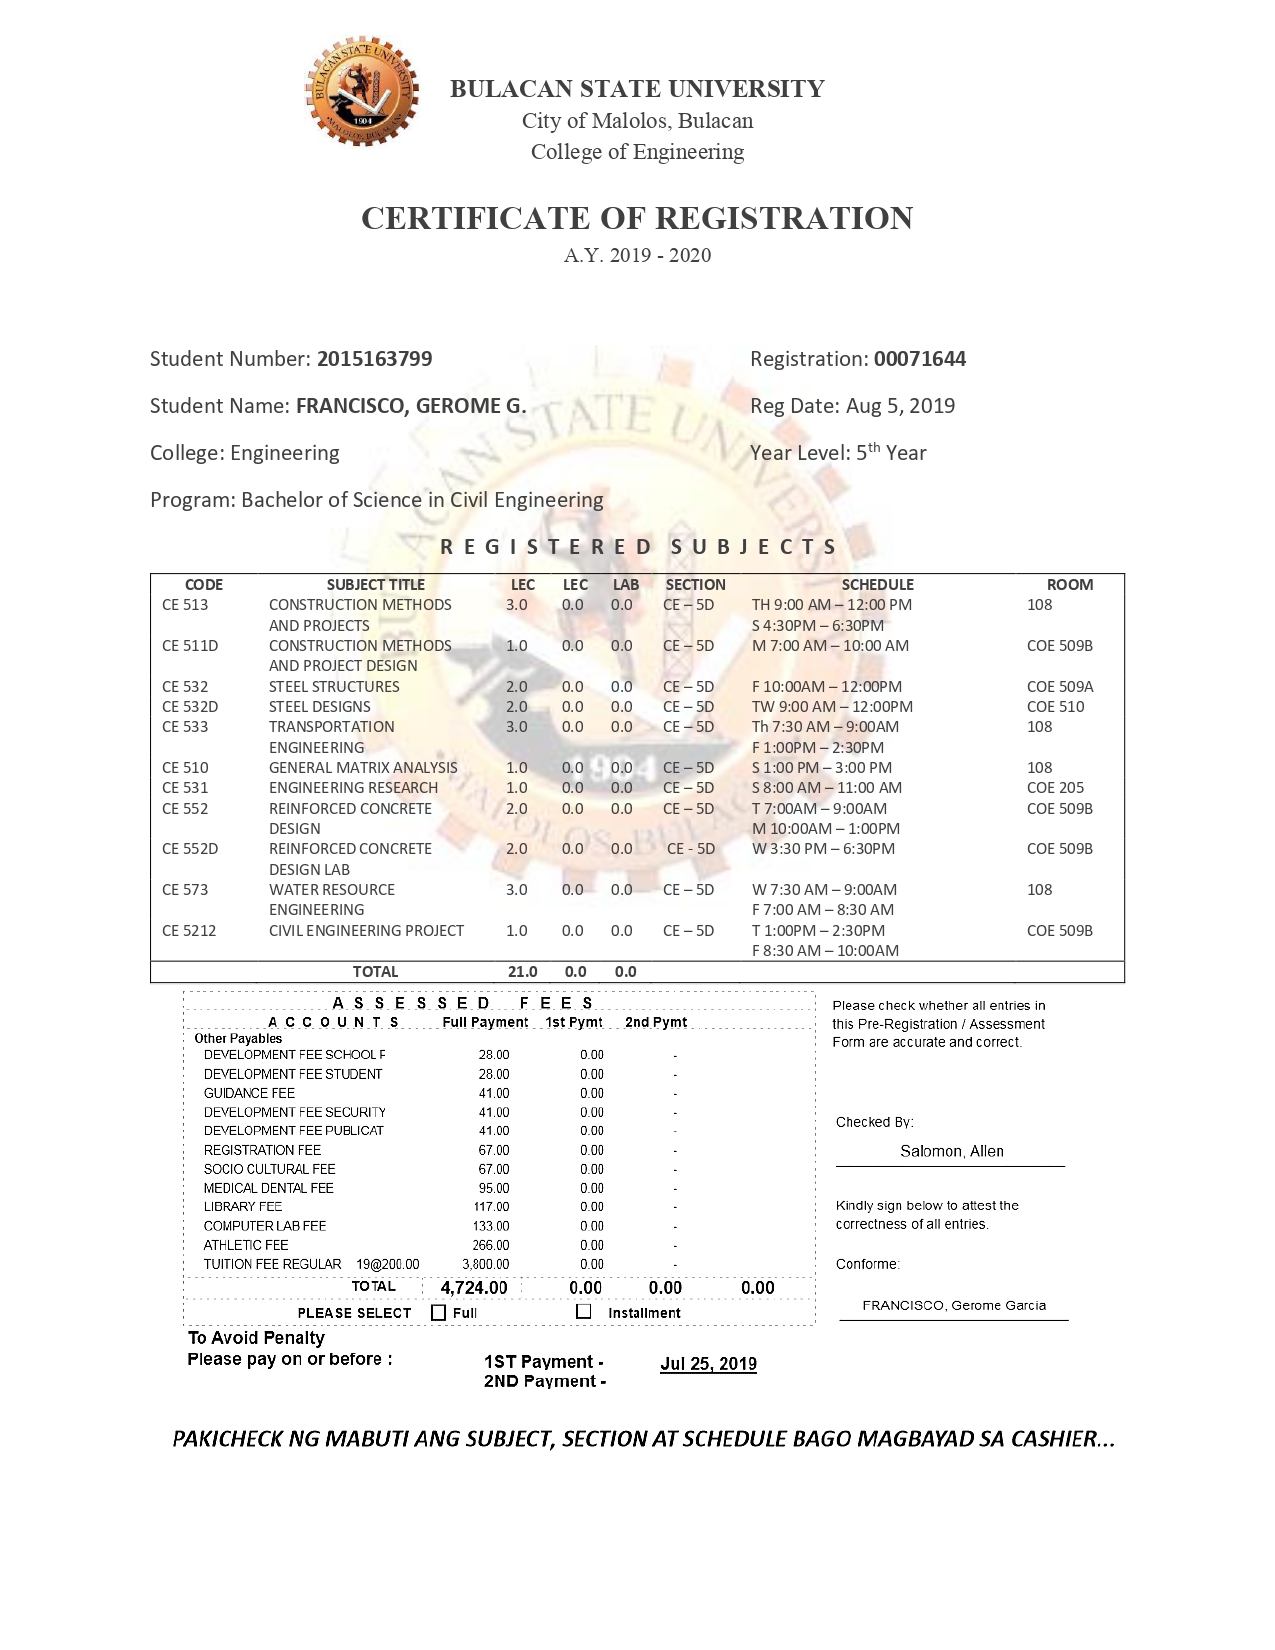 BULACAN STATE UNIVERSITY
City of Malolos, Bulacan
College of Engineering
BULACAN STATE UNIVERSITY
1904
MALOLOS, BULACAN
CERTIFICATE OF REGISTRATION
A.Y. 2019 - 2020
Student Number: 2015163799 Registration: 00071644
Student Name: FRANCISCO, GEROME G. Reg Date: Aug 5, 2019
College: Engineering Year Level: 5th Year
Program: Bachelor of Science in Civil Engineering
BULACAN STATE UNIVERSITY
1904
MALOLOS, BULACAN
REGISTERED SUBJECTS
CODE SUBJECT TITLE LEC LEC LAB SECTION SCHEDULE ROOM
CE 513 CONSTRUCTION METHODS 3.0 0.0 0.0 CE – 5D TH 9:00 AM – 12:00 PM 108
AND PROJECTS S 4:30PM – 6:30PM
CE 511D CONSTRUCTION METHODS 1.0 0.0 0.0 CE – 5D M 7:00 AM – 10:00 AM COE 509B
AND PROJECT DESIGN
CE 532 STEEL STRUCTURES 2.0 0.0 0.0 CE – 5D F 10:00AM – 12:00PM COE 509A
CE 532D STEEL DESIGNS 2.0 0.0 0.0 CE – 5D TW 9:00 AM – 12:00PM COE 510
CE 533 TRANSPORTATION 3.0 0.0 0.0 CE – 5D Th 7:30 AM – 9:00AM 108
ENGINEERING F 1:00PM – 2:30PM
CE 510 GENERAL MATRIX ANALYSIS 1.0 0.0 0.0 CE – 5D S 1:00 PM – 3:00 PM 108
CE 531 ENGINEERING RESEARCH 1.0 0.0 0.0 CE – 5D S 8:00 AM – 11:00 AM COE 205
CE 552 REINFORCED CONCRETE 2.0 0.0 0.0 CE – 5D T 7:00AM – 9:00AM COE 509B
DESIGN M 10:00AM – 1:00PM
CE 552D REINFORCED CONCRETE 2.0 0.0 0.0 CE - 5D W 3:30 PM – 6:30PM COE 509B
DESIGN LAB
CE 573 WATER RESOURCE 3.0 0.0 0.0 CE – 5D W 7:30 AM – 9:00AM 108
ENGINEERING F 7:00 AM – 8:30 AM
CE 5212 CIVIL ENGINEERING PROJECT 1.0 0.0 0.0 CE – 5D T 1:00PM – 2:30PM COE 509B
F 8:30 AM – 10:00AM
TOTAL 21.0 0.0 0.0
ASSESSED FEES
ACCOUNTS Full Payment 1st Pymt 2nd Pymt
Other Payables
DEVELOPMENT FEE SCHOOL F 28.00 0.00 -
DEVELOPMENT FEE STUDENT 28.00 0.00 -
GUIDANCE FEE 41.00 0.00 -
DEVELOPMENT FEE SECURITY 41.00 0.00 -
DEVELOPMENT FEE PUBLICAT 41.00 0.00 -
REGISTRATION FEE 67.00 0.00 -
SOCIO CULTURAL FEE 67.00 0.00 -
MEDICAL DENTAL FEE 95.00 0.00 -
LIBRARY FEE 117.00 0.00 -
COMPUTER LAB FEE 133.00 0.00 -
ATHLETIC FEE 266.00 0.00 -
TUITION FEE REGULAR 19@200.00 3,800.00 0.00 -
TOTAL 4,724.00 0.00 0.00 0.00
PLEASE SELECT Full Installment
Please check whether all entries in
this Pre-Registration / Assessment
Form are accurate and correct.
Checked By:
Salomon, Allen
Kindly sign below to attest the
correctness of all entries.
Conforme:
FRANCISCO, Gerome Garcia
To Avoid Penalty
Please pay on or before : 1ST Payment - Jul 25, 2019
2ND Payment -
PAKICHECK NG MABUTI ANG SUBJECT, SECTION AT SCHEDULE BAGO MAGBAYAD SA CASHIER...